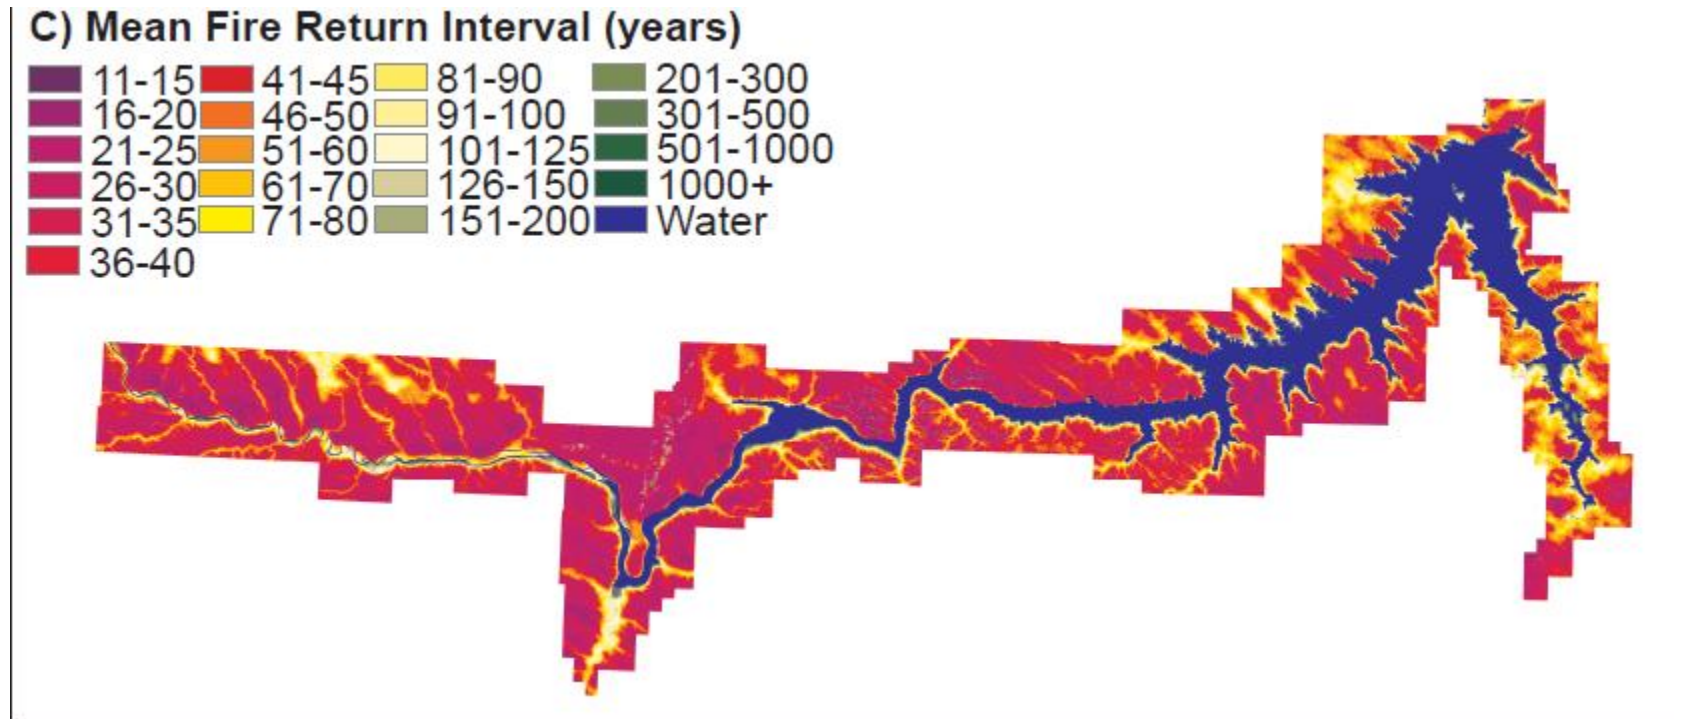 C) Mean Fire Return Interval (years)
11-15 41-45 81-90 201-300
16-20 46-50 91-100 301-500
21-25 51-60 101-125 501-1000
26-30 61-70 126-150 1000+
31-35 71-80 151-200 Water
36-40